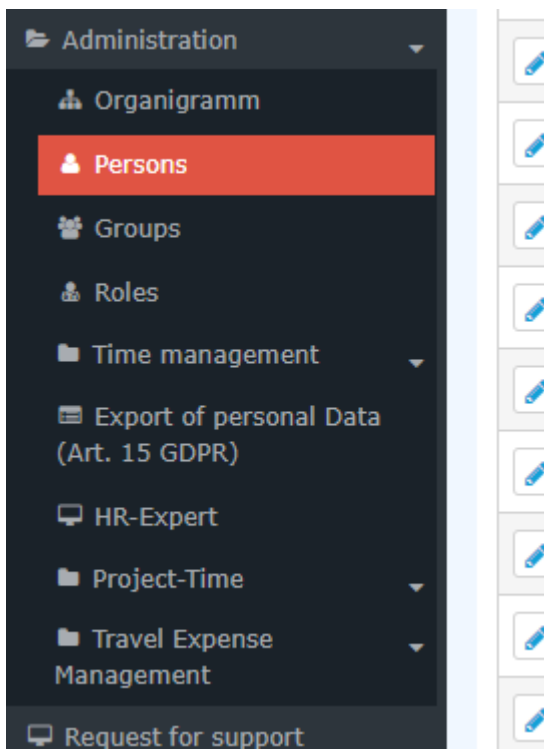 Administration
Organigramm
Persons
Groups
Roles
Time management
Export of personal Data
(Art. 15 GDPR)
HR-Expert
Project-Time
Travel Expense
Management
Request for support